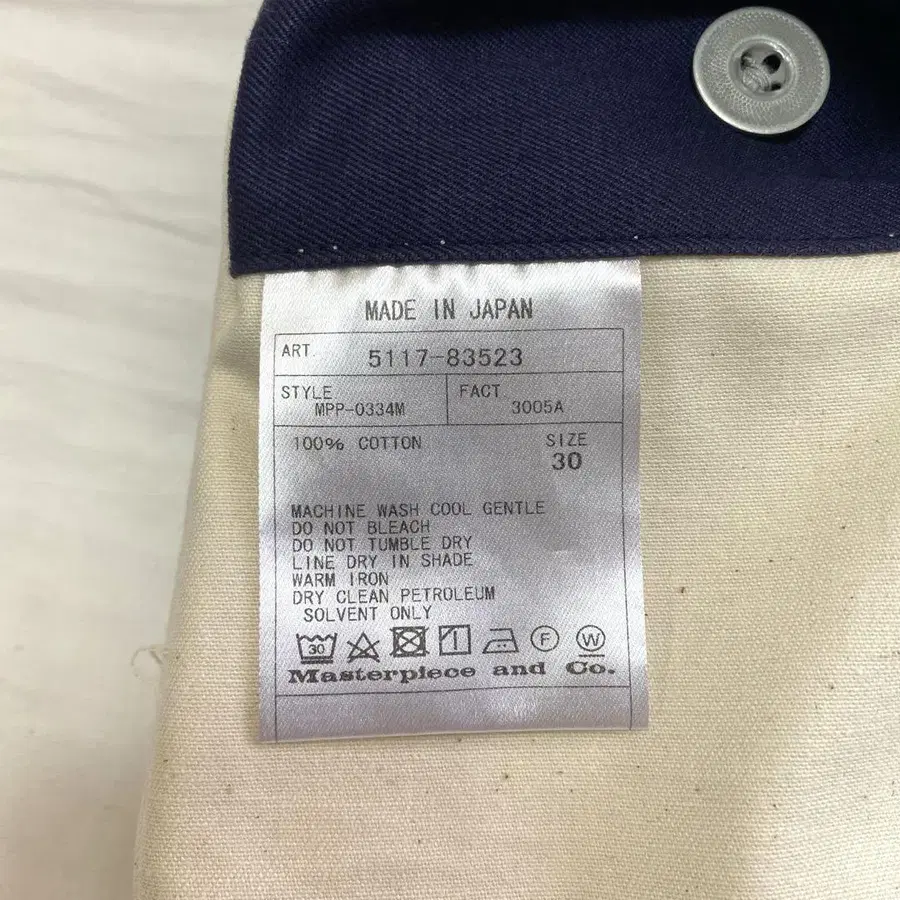 MADE IN JAPAN
ART. 5117-83523
STYLE FACT
MPP-0334M 3005A
100% COTTON SIZE
30
MACHINE WASH COOL GENTLE
DO NOT BLEACH
DO NOT TUMBLE DRY
LINE DRY IN SHADE
WARM IRON
DRY CLEAN PETROLEUM
SOLVENT ONLY
30 F W
Masterpiece and Co.